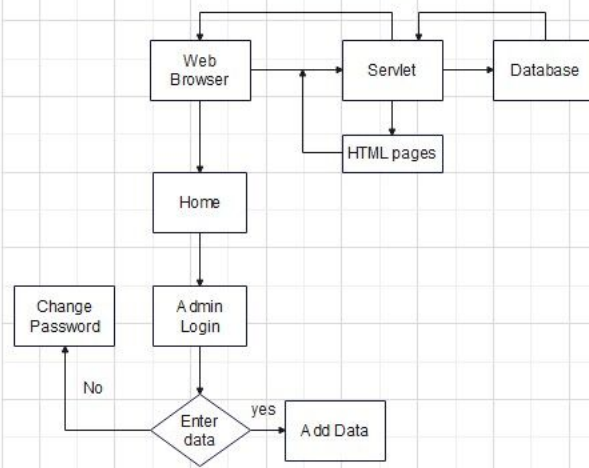 Web
Browser
Servlet
Database
HTML pages
Home
Change
Password
Admin
Login
No
Enter
data
yes
Add Data